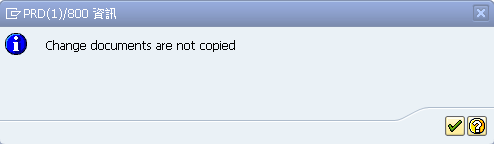 PRD(1)/800 資訊
Change documents are not copied